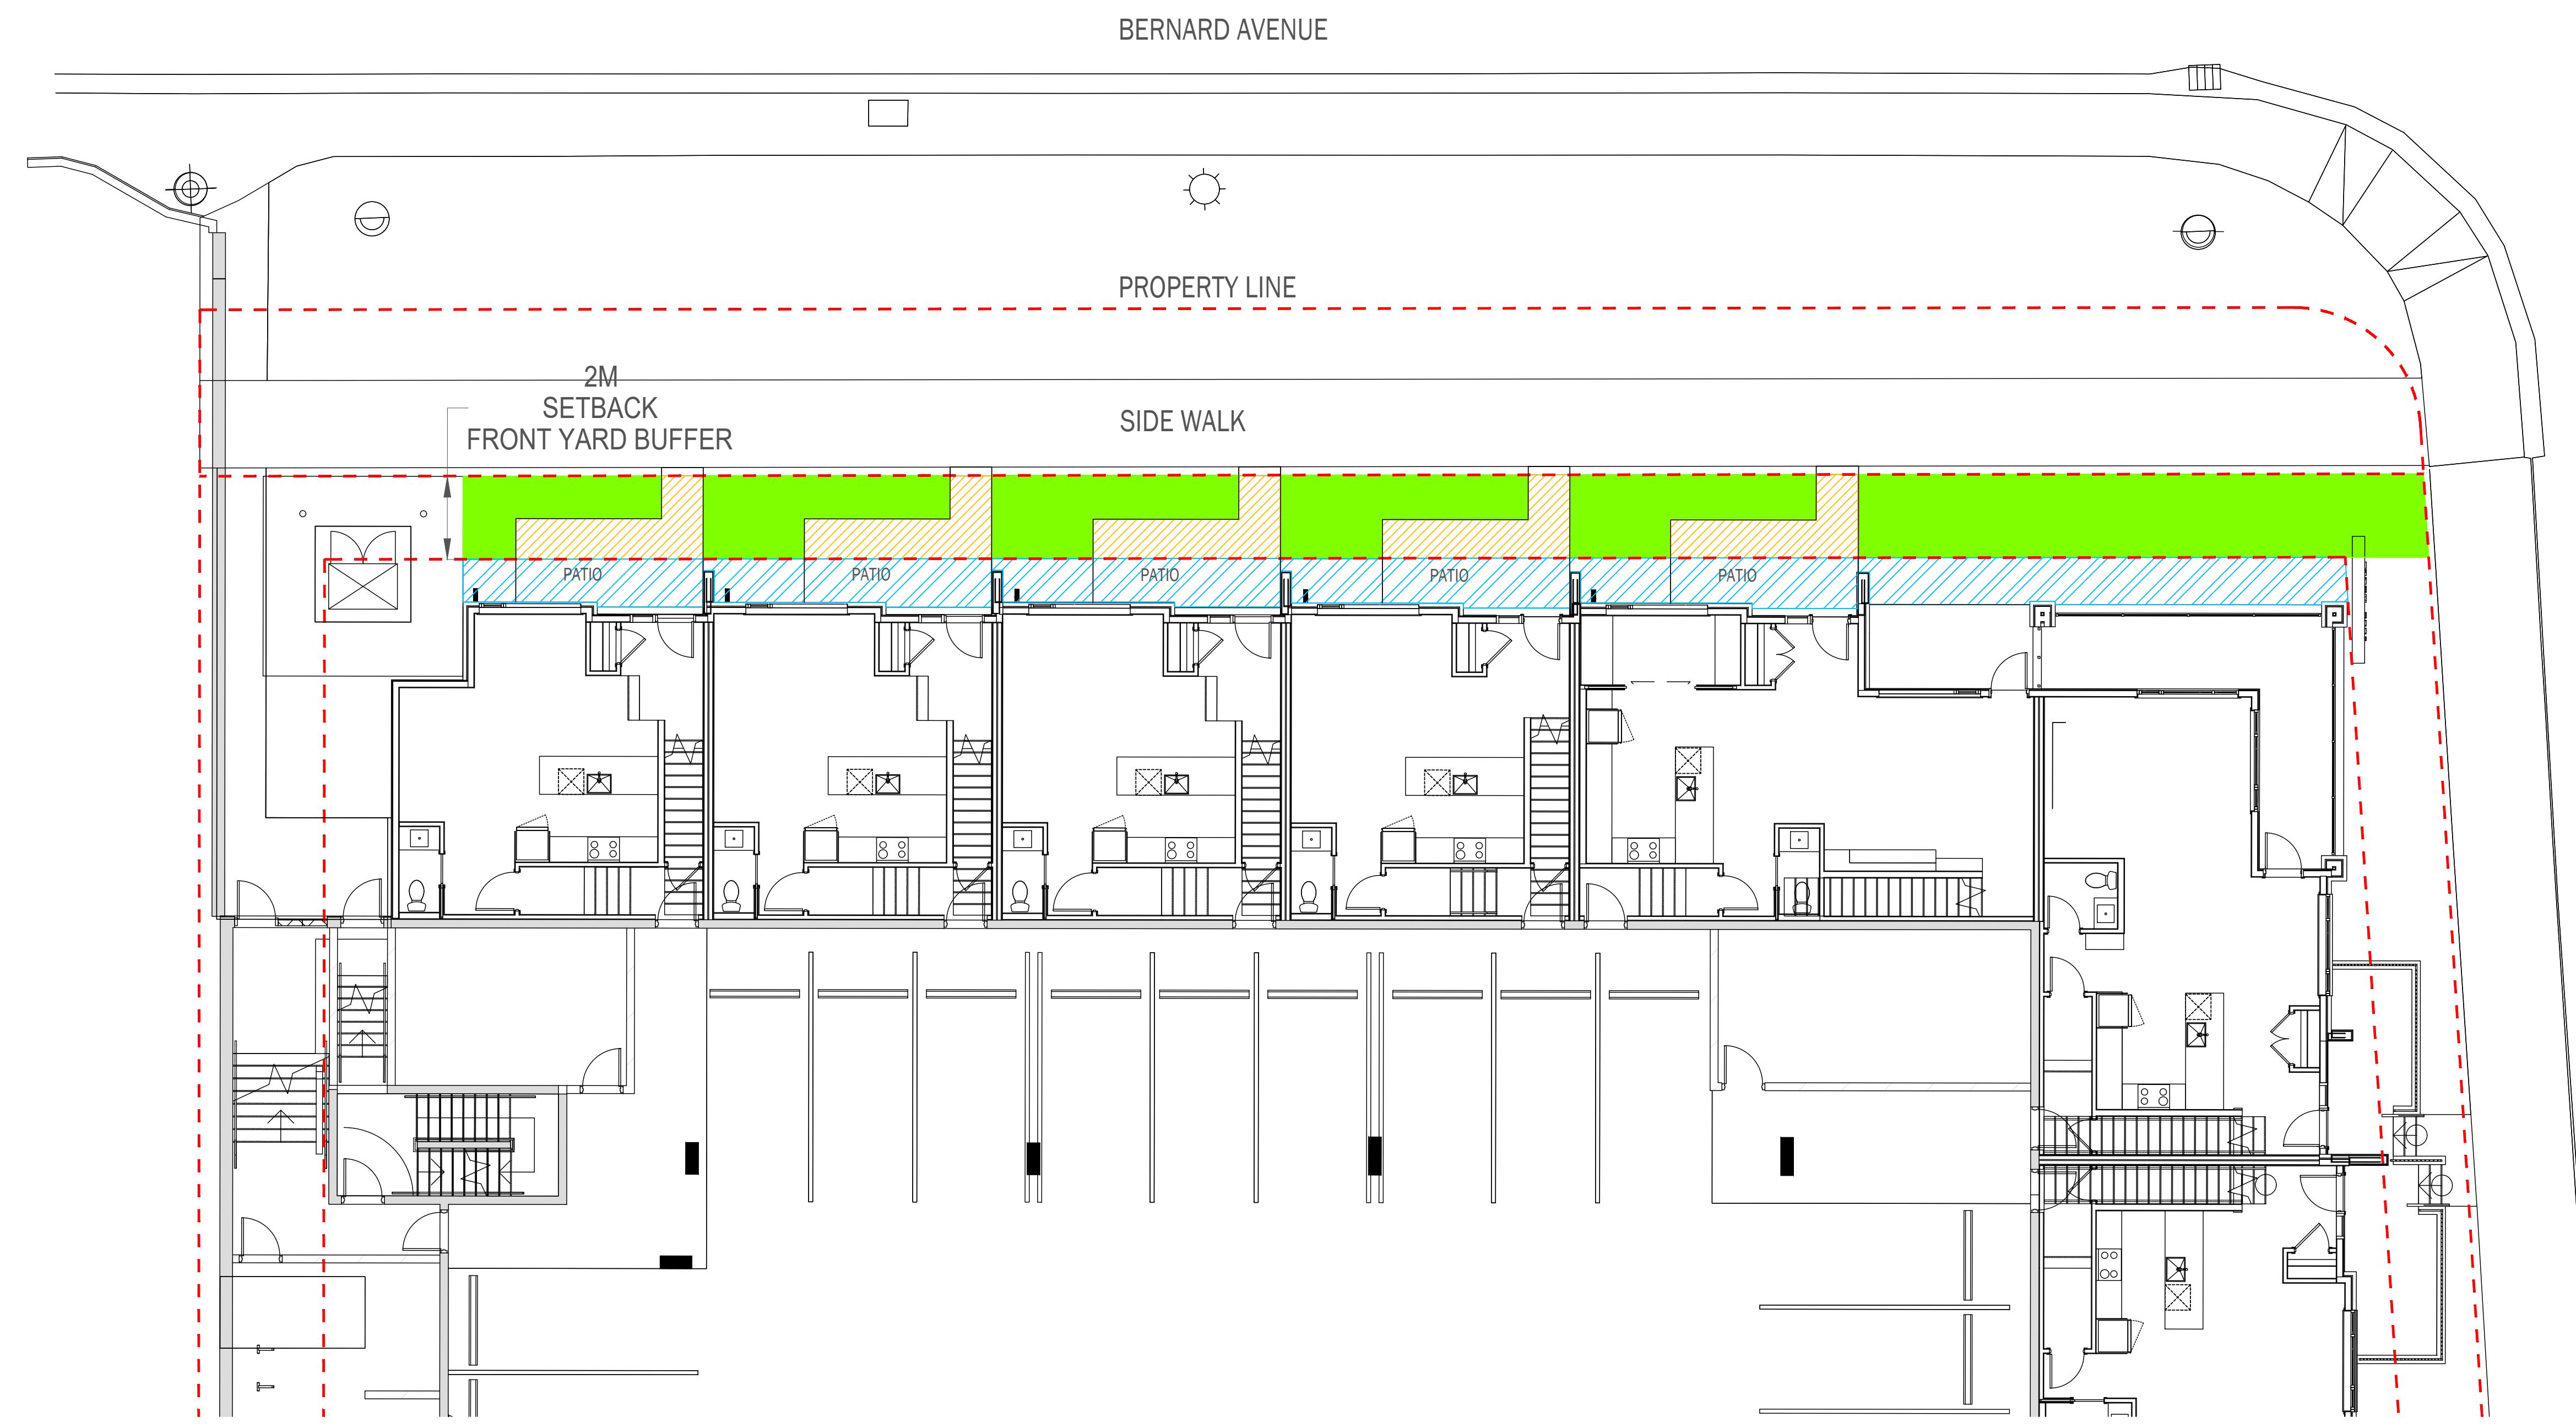 BERNARD AVENUE
PROPERTY LINE
2M
SETBACK
FRONT YARD BUFFER
SIDE WALK
PATIO
PATIO
PATIO
PATIO
PATIO